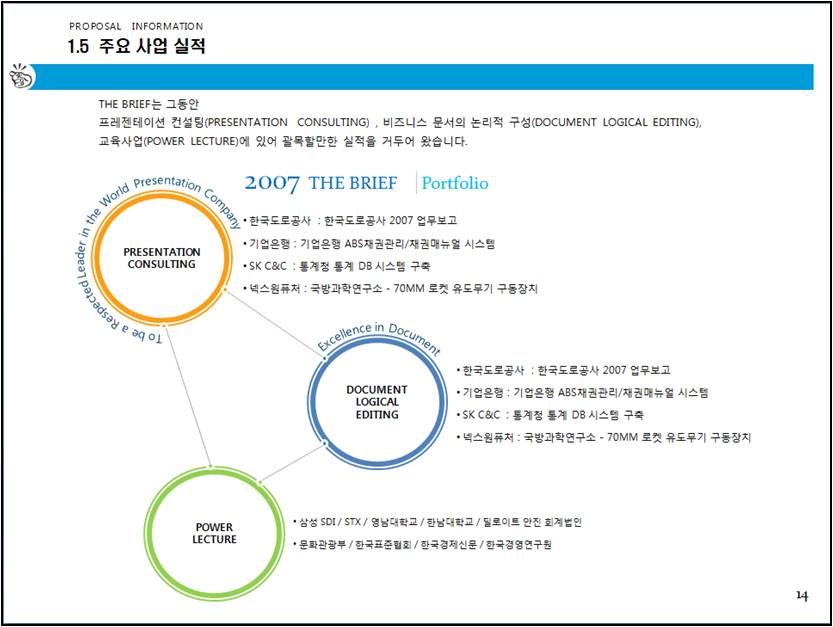 PROPOSAL INFORMATION
1.5 주요 사업 실적
THE BRIEF는 그동안
프레젠테이션 컨설팅(PRESENTATION CONSULTING) , 비즈니스 문서의 논리적 구성(DOCUMENT LOGICAL EDITING),
교육사업(POWER LECTURE)에 있어 괄목할만한 실적을 거두어 왔습니다.
2007 THE BRIEF Portfolio
To be a Respected Leader in the World Presentation Company
PRESENTATION
CONSULTING
• 한국도로공사 : 한국도로공사 2007 업무보고
• 기업은행 : 기업은행 ABS채권관리/채권매뉴얼 시스템
• SK C&C : 통계청 통계 DB 시스템 구축
• 넥스원퓨처 : 국방과학연구소 - 70MM 로켓 유도무기 구동장치
Excellence in Document
DOCUMENT
LOGICAL
EDITING
• 한국도로공사 : 한국도로공사 2007 업무보고
• 기업은행 : 기업은행 ABS채권관리/채권매뉴얼 시스템
• SK C&C : 통계청 통계 DB 시스템 구축
• 넥스원퓨처 : 국방과학연구소 - 70MM 로켓 유도무기 구동장치
POWER
LECTURE
• 삼성 SDI / STX / 영남대학교 / 한남대학교 / 딜로이트 안진 회계법인
• 문화관광부 / 한국표준협회 / 한국경제신문 / 한국경영연구원
14